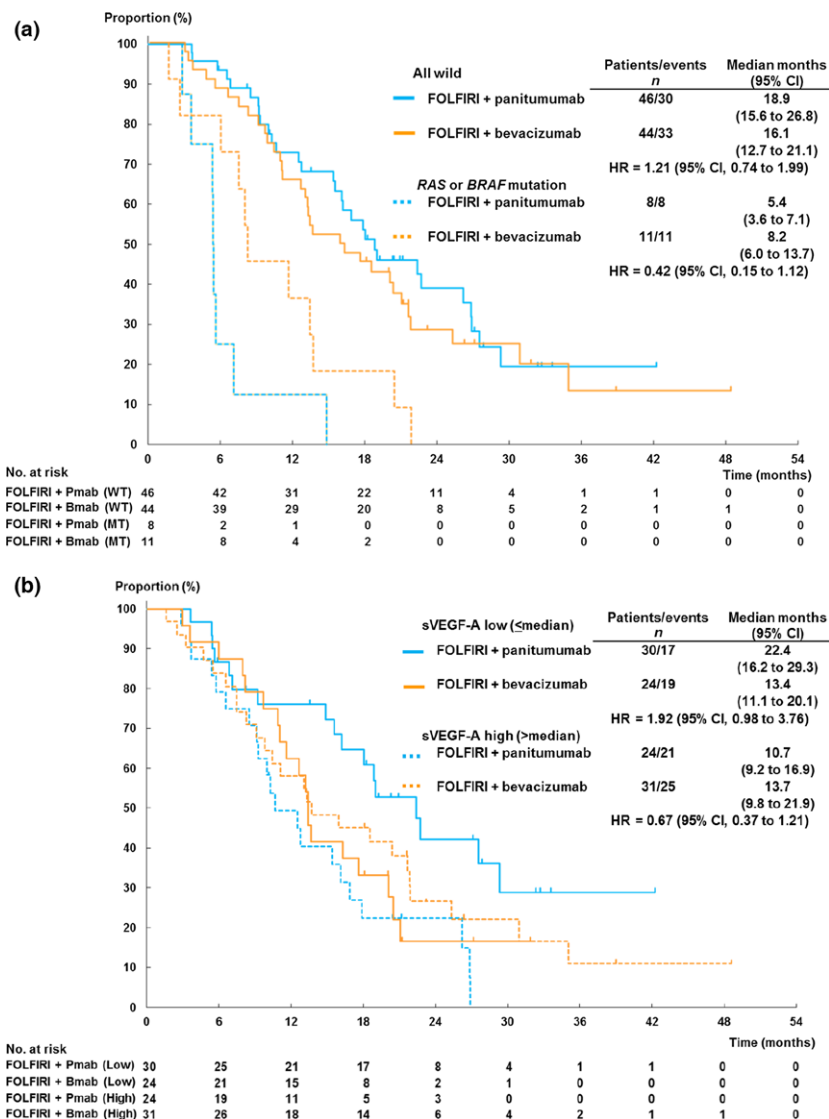 (a)
Proportion (%)
100
90
80
70
60
50
40
30
20
10
0
All wild
Patients/events n
Median months (95% CI)
FOLFIRI + panitumumab 46/30 18.9
(15.6 to 26.8)
FOLFIRI + bevacizumab 44/33 16.1
(12.7 to 21.1)
HR = 1.21 (95% CI, 0.74 to 1.99)
RAS or BRAF mutation
FOLFIRI + panitumumab 8/8 5.4
(3.6 to 7.1)
FOLFIRI + bevacizumab 11/11 8.2
(6.0 to 13.7)
HR = 0.42 (95% CI, 0.15 to 1.12)
0 6 12 18 24 30 36 42 48 54
Time (months)
No. at risk
FOLFIRI + Pmab (WT) 46 42 31 22 11 4 1 1 0 0
FOLFIRI + Bmab (WT) 44 39 29 20 8 5 2 1 1 0
FOLFIRI + Pmab (MT) 8 2 1 0 0 0 0 0 0 0
FOLFIRI + Bmab (MT) 11 8 4 2 0 0 0 0 0 0
(b)
Proportion (%)
100
90
80
70
60
50
40
30
20
10
0
sVEGF-A low (≤median)
Patients/events n
Median months (95% CI)
FOLFIRI + panitumumab 30/17 22.4
(16.2 to 29.3)
FOLFIRI + bevacizumab 24/19 13.4
(11.1 to 20.1)
HR = 1.92 (95% CI, 0.98 to 3.76)
sVEGF-A high (>median)
FOLFIRI + panitumumab 24/21 10.7
(9.2 to 16.9)
FOLFIRI + bevacizumab 31/25 13.7
(9.8 to 21.9)
HR = 0.67 (95% CI, 0.37 to 1.21)
0 6 12 18 24 30 36 42 48 54
Time (months)
No. at risk
FOLFIRI + Pmab (Low) 30 25 21 17 8 4 1 1 0 0
FOLFIRI + Bmab (Low) 24 21 15 8 2 1 0 0 0 0
FOLFIRI + Pmab (High) 24 19 11 5 3 0 0 0 0 0
FOLFIRI + Bmab (High) 31 26 18 14 6 4 2 1 1 0